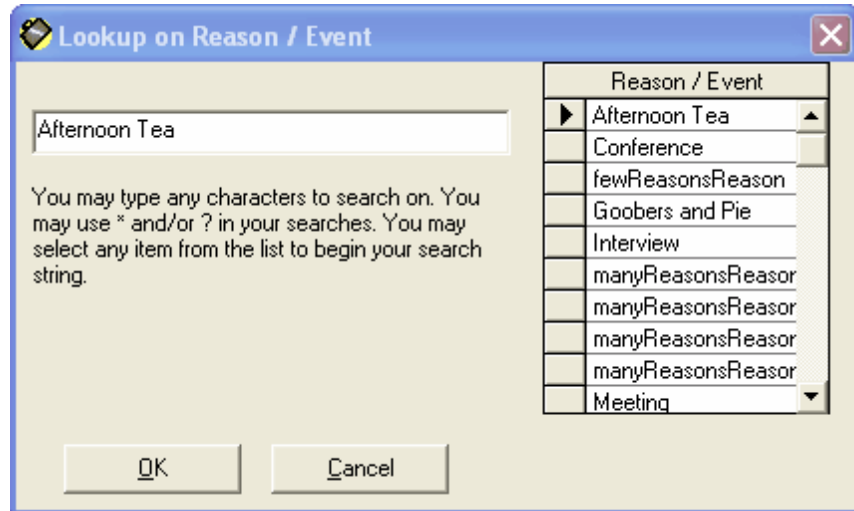 Lookup on Reason / Event
Afternoon Tea
You may type any characters to search on. You
may use * and/or ? in your searches. You may
select any item from the list to begin your search
string.
OK
Cancel
Reason / Event
Afternoon Tea
Conference
fewReasonsReason
Goobers and Pie
Interview
manyReasonsReasor
manyReasonsReasor
manyReasonsReasor
manyReasonsReasor
Meeting